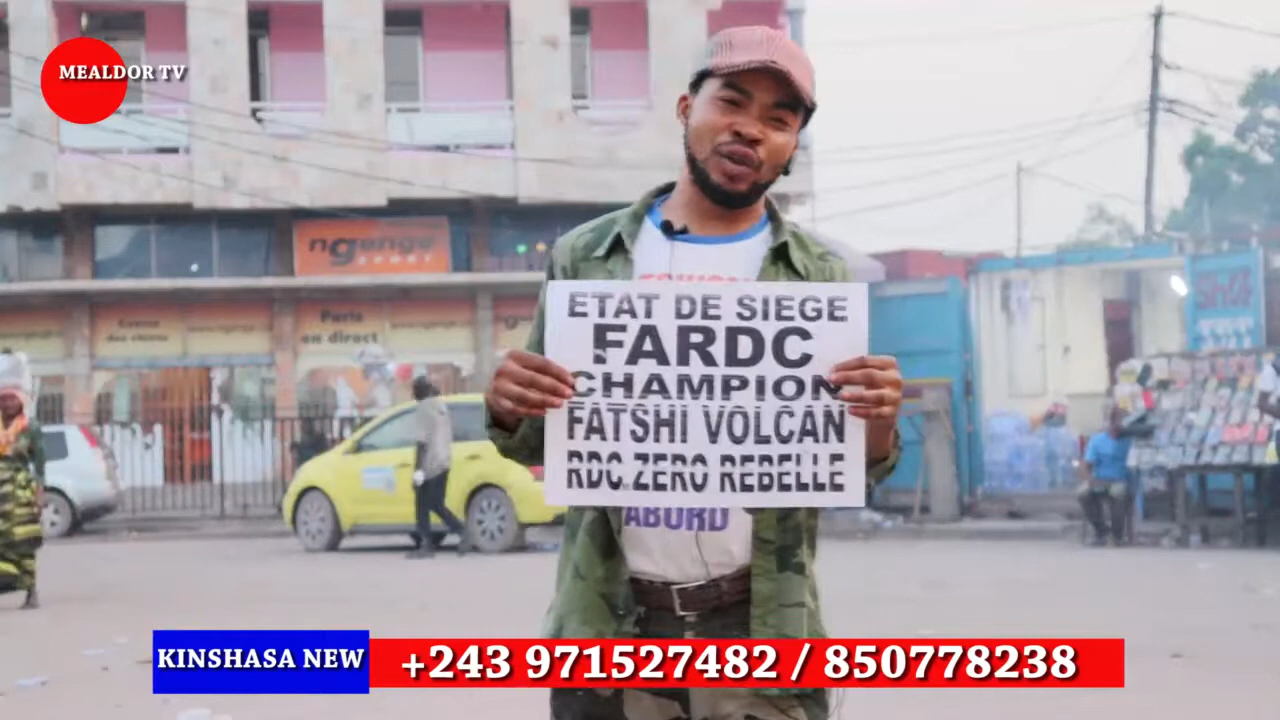 MEALDOR TV
ngenge
SPORT
Paris
en direct
ETAT DE SIEGE
FARDC
CHAMPION
FATSHI VOLCAN
RDC ZERO REBELLE
ABORD
KINSHASA NEW
+243 971527482 / 850778238